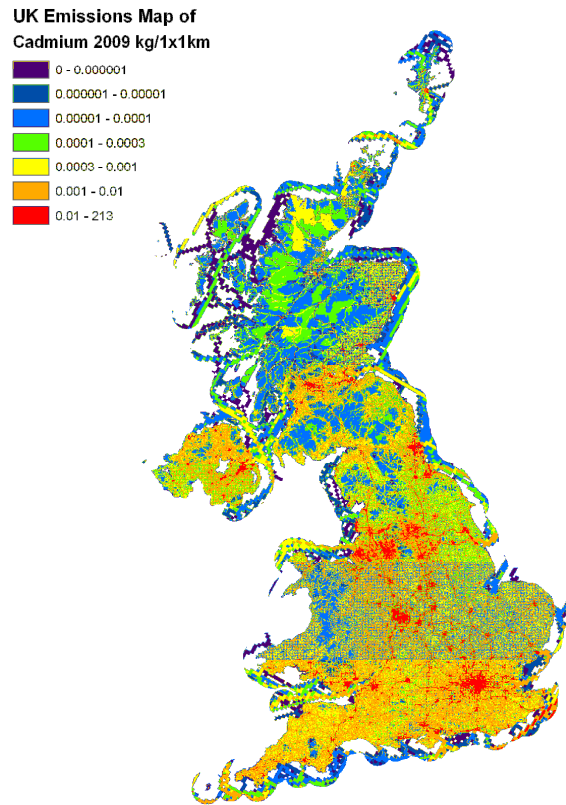 UK Emissions Map of
Cadmium 2009 kg/1x1km
0 - 0.000001
0.000001 - 0.00001
0.00001 - 0.0001
0.0001 - 0.0003
0.0003 - 0.001
0.001 - 0.01
0.01 - 213